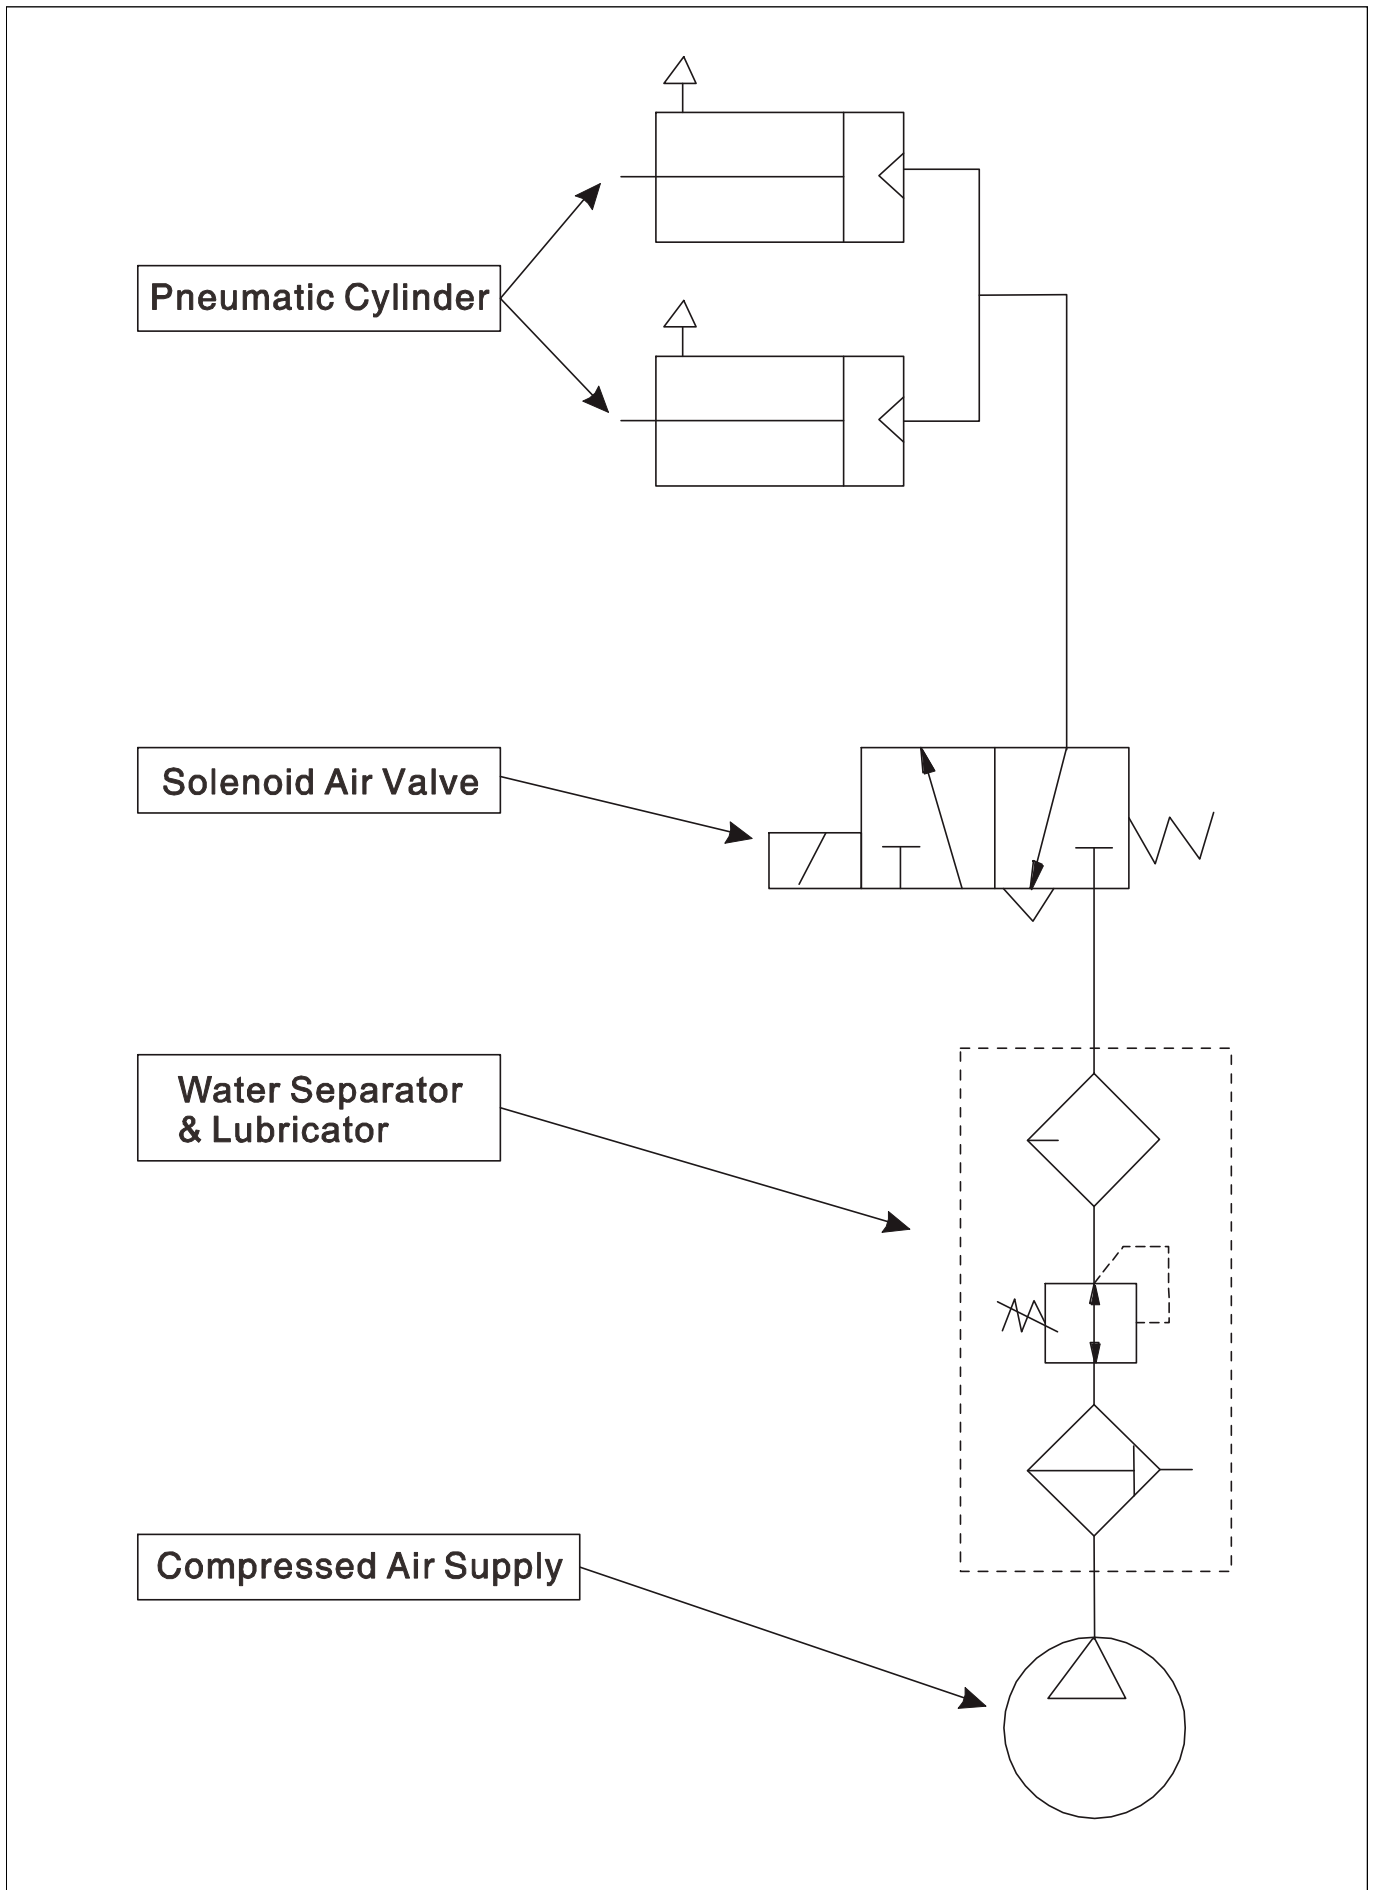 Pneumatic Cylinder
Solenoid Air Valve
Water Separator
& Lubricator
Compressed Air Supply